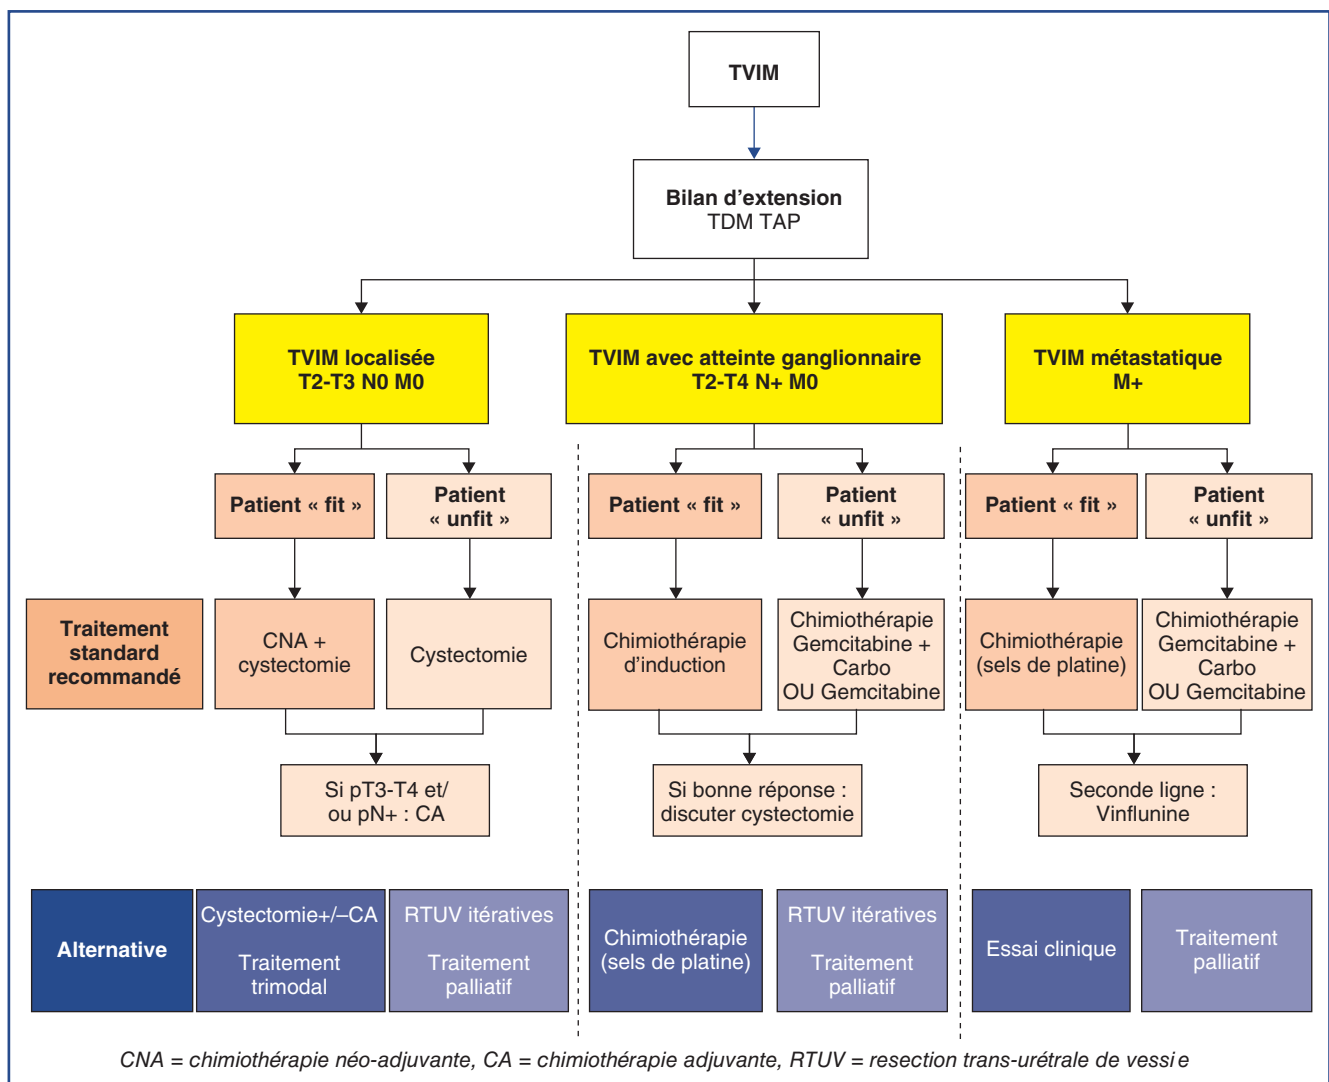 TVIM
Bilan d'extension
TDM TAP
TVIM localisée
T2-T3 N0 M0
TVIM avec atteinte ganglionnaire
T2-T4 N+ M0
TVIM métastatique
M+
Patient « fit »
Patient
« unfit »
Patient « fit »
Patient
« unfit »
Patient « fit »
Patient
« unfit »
Traitement
standard
recommandé
CNA +
cystectomie
Cystectomie
Chimiothérapie
d'induction
Chimiothérapie
Gemcitabine +
Carbo
OU Gemcitabine
Chimiothérapie
(sels de platine)
Chimiothérapie
Gemcitabine +
Carbo
OU Gemcitabine
Si pT3-T4 et/
ou pN+ : CA
Si bonne réponse :
discuter cystectomie
Seconde ligne :
Vinflunine
Alternative
Cystectomie+/–CA
Traitement
trimodal
RTUV itératives
Traitement
palliatif
Chimiothérapie
(sels de platine)
RTUV itératives
Traitement
palliatif
Essai clinique
Traitement
palliatif
CNA = chimiothérapie néo-adjuvante, CA = chimiothérapie adjuvante, RTUV = resection trans-urétrale de vessie